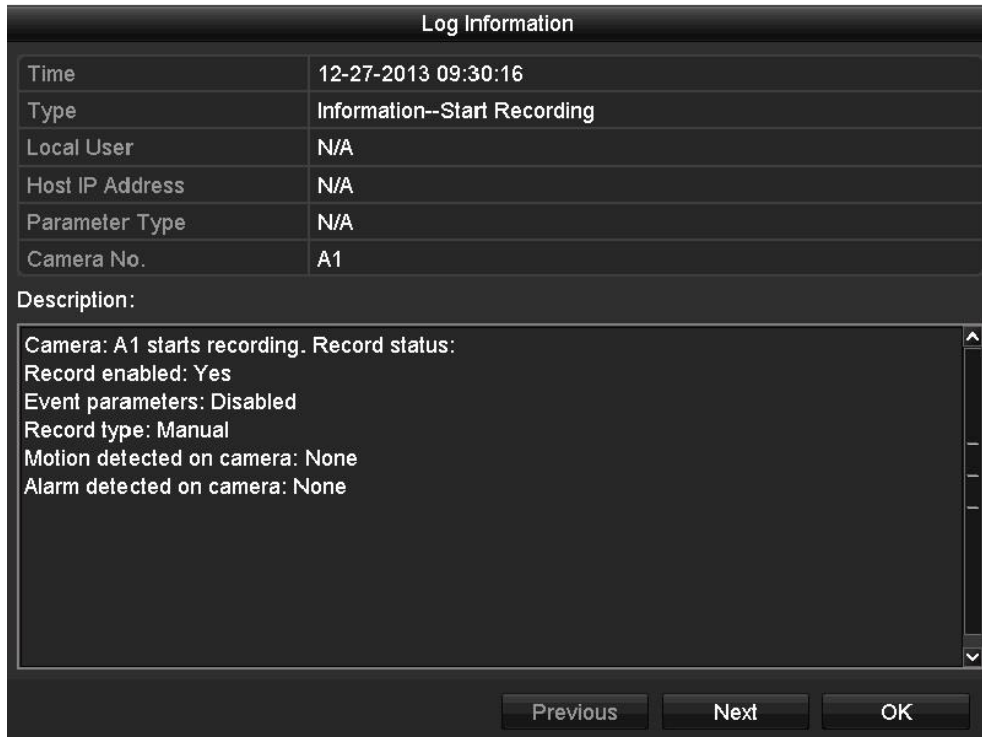 Log Information
Time 12-27-2013 09:30:16
Type Information--Start Recording
Local User N/A
Host IP Address N/A
Parameter Type N/A
Camera No. A1
Description:
Camera: A1 starts recording. Record status:
Record enabled: Yes
Event parameters: Disabled
Record type: Manual
Motion detected on camera: None
Alarm detected on camera: None
Previous Next OK